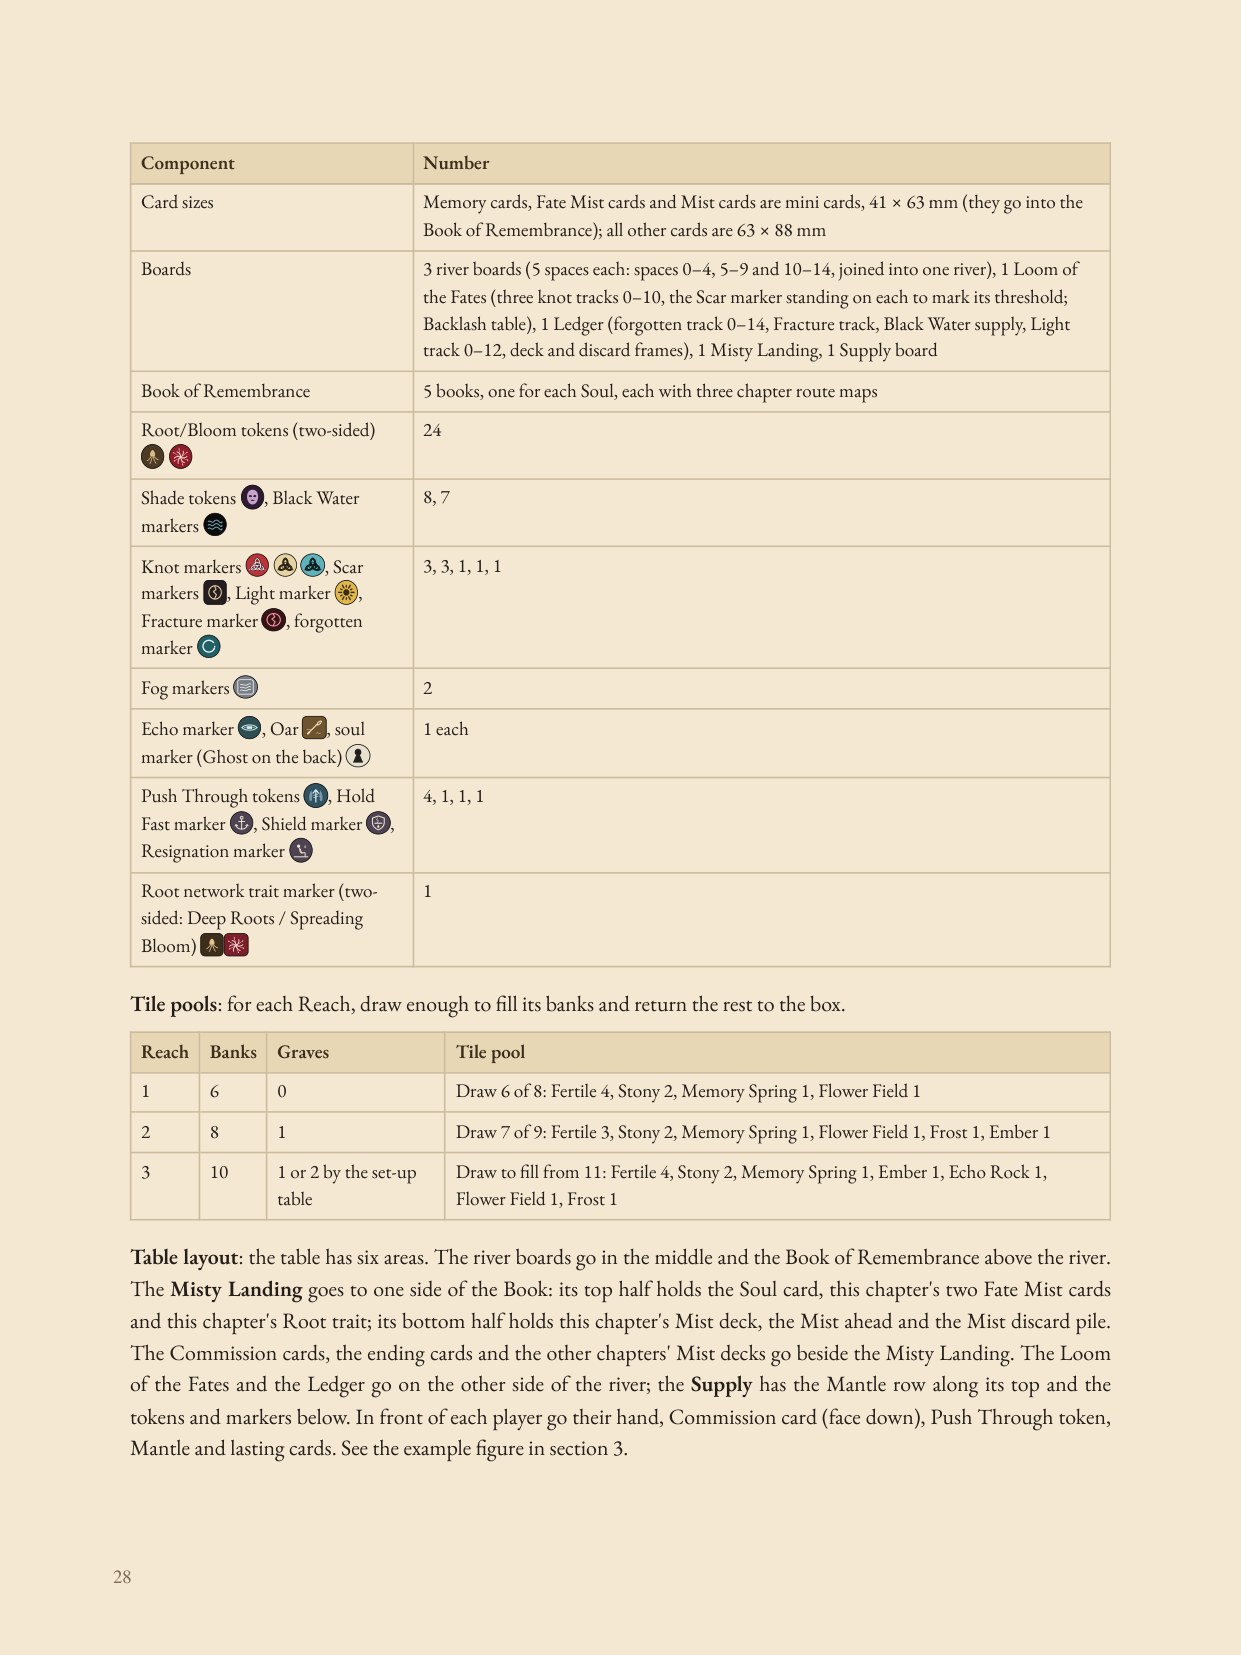 Component Number
Card sizes Memory cards, Fate Mist cards and Mist cards are mini cards, 41 × 63 mm (they go into the
Book of Remembrance); all other cards are 63 × 88 mm
Boards 3 river boards (5 spaces each: spaces 0–4, 5–9 and 10–14, joined into one river), 1 Loom of
the Fates (three knot tracks 0–10, the Scar marker standing on each to mark its threshold;
Backlash table), 1 Ledger (forgotten track 0–14, Fracture track, Black Water supply, Light
track 0–12, deck and discard frames), 1 Misty Landing, 1 Supply board
Book of Remembrance 5 books, one for each Soul, each with three chapter route maps
Root/Bloom tokens (two-sided) 24
Shade tokens , Black Water 8, 7
markers
Knot markers , Scar 3, 3, 1, 1, 1
markers , Light marker ,
Fracture marker , forgotten
marker
Fog markers 2
Echo marker , Oar , soul 1 each
marker (Ghost on the back)
Push Through tokens , Hold 4, 1, 1, 1
Fast marker , Shield marker ,
Resignation marker
Root network trait marker (two- 1
sided: Deep Roots / Spreading
Bloom)
Tile pools: for each Reach, draw enough to fill its banks and return the rest to the box.
Reach Banks Graves Tile pool
1 6 0 Draw 6 of 8: Fertile 4, Stony 2, Memory Spring 1, Flower Field 1
2 8 1 Draw 7 of 9: Fertile 3, Stony 2, Memory Spring 1, Flower Field 1, Frost 1, Ember 1
3 10 1 or 2 by the set-up Draw to fill from 11: Fertile 4, Stony 2, Memory Spring 1, Ember 1, Echo Rock 1,
table Flower Field 1, Frost 1
Table layout: the table has six areas. The river boards go in the middle and the Book of Remembrance above the river.
The Misty Landing goes to one side of the Book: its top half holds the Soul card, this chapter's two Fate Mist cards
and this chapter's Root trait; its bottom half holds this chapter's Mist deck, the Mist ahead and the Mist discard pile.
The Commission cards, the ending cards and the other chapters' Mist decks go beside the Misty Landing. The Loom
of the Fates and the Ledger go on the other side of the river; the Supply has the Mantle row along its top and the
tokens and markers below. In front of each player go their hand, Commission card (face down), Push Through token,
Mantle and lasting cards. See the example figure in section 3.
28